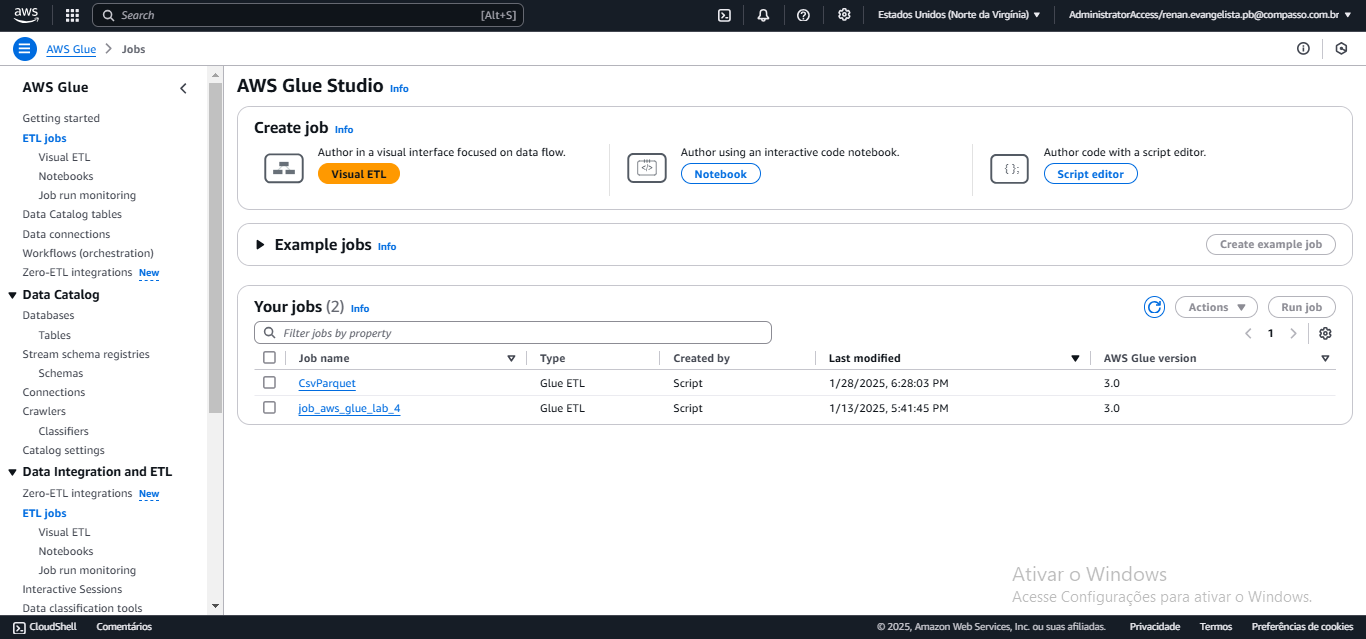 aws
Search [Alt+S]
Estados Unidos (Norte da Virgínia)
AdministratorAccess/renan.evangelista.pb@compasso.com.br
AWS Glue > Jobs
AWS Glue
Getting started
ETL jobs
Visual ETL
Notebooks
Job run monitoring
Data Catalog tables
Data connections
Workflows (orchestration)
Zero-ETL integrations New
Data Catalog
Databases
Tables
Stream schema registries
Schemas
Connections
Crawlers
Classifiers
Catalog settings
Data Integration and ETL
Zero-ETL integrations New
ETL jobs
Visual ETL
Notebooks
Job run monitoring
Interactive Sessions
Data classification tools
AWS Glue Studio Info
Create job Info
Author in a visual interface focused on data flow.
Visual ETL
Author using an interactive code notebook.
Notebook
Author code with a script editor.
Script editor
Example jobs Info
Create example job
Your jobs (2) Info
Actions
Run job
Filter jobs by property
1
Job name Type Created by Last modified AWS Glue version
CsvParquet Glue ETL Script 1/28/2025, 6:28:03 PM 3.0
job_aws_glue_lab_4 Glue ETL Script 1/13/2025, 5:41:45 PM 3.0
Ativar o Windows
Acesse Configurações para ativar o Windows.
CloudShell Comentários
© 2025, Amazon Web Services, Inc. ou suas afiliadas. Privacidade Termos Preferências de cookies